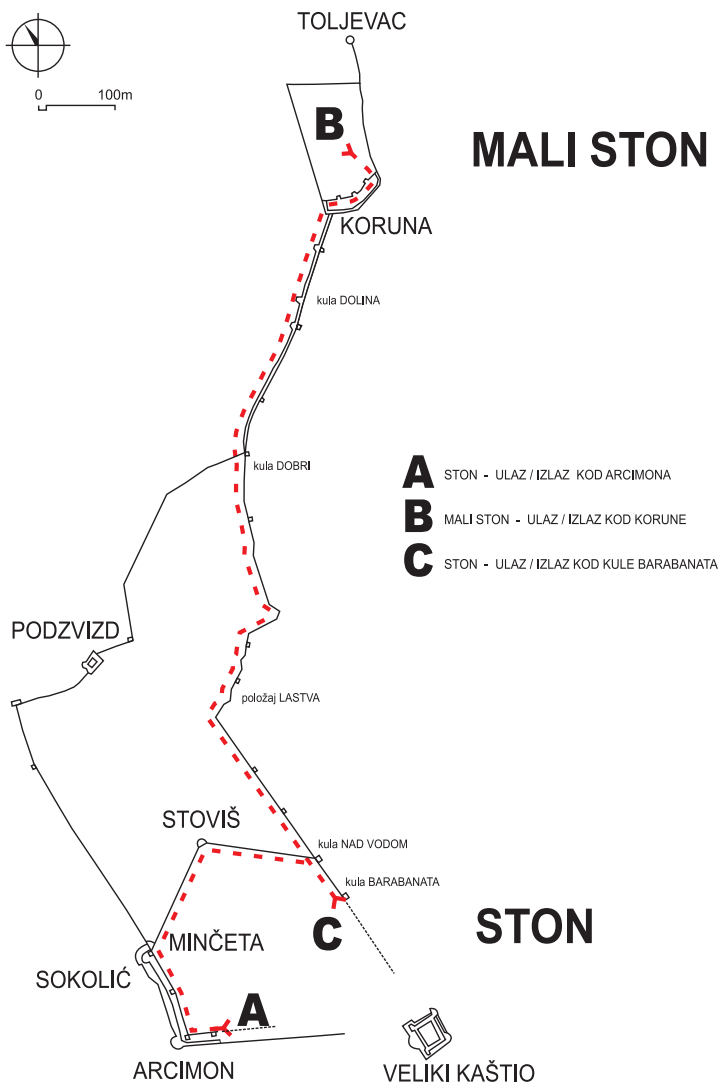 TOLJEVAC
0 100m
B
MALI STON
KORUNA
kula DOLINA
kula DOBRI
A STON - ULAZ / IZLAZ KOD ARCIMONA
B MALI STON - ULAZ / IZLAZ KOD KORUNE
C STON - ULAZ / IZLAZ KOD KULE BARABANATA
PODZVIZD
položaj LASTVA
STOVIŠ
kula NAD VODOM
kula BARABANATA
C
STON
MINČETA
SOKOLIĆ
A
ARCIMON
VELIKI KAŠTIO